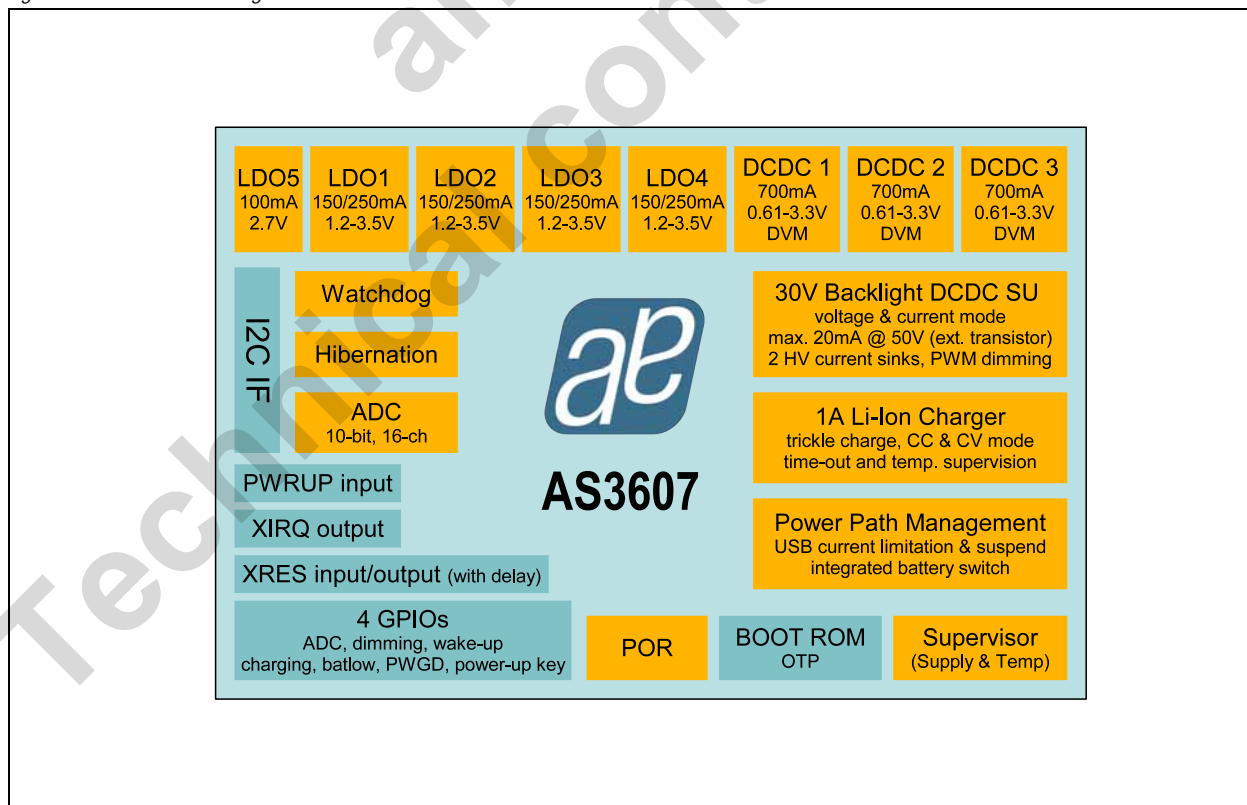 LDO5
100mA
2.7V
LDO1
150/250mA
1.2-3.5V
LDO2
150/250mA
1.2-3.5V
LDO3
150/250mA
1.2-3.5V
LDO4
150/250mA
1.2-3.5V
DCDC 1
700mA
0.61-3.3V
DVM
DCDC 2
700mA
0.61-3.3V
DVM
DCDC 3
700mA
0.61-3.3V
DVM
I2C IF
Watchdog
Hibernation
ADC
10-bit, 16-ch
PWRUP input
XIRQ output
XRES input/output (with delay)
4 GPIOs
ADC, dimming, wake-up
charging, batlow, PWGD, power-up key
ae
AS3607
30V Backlight DCDC SU
voltage & current mode
max. 20mA @ 50V (ext. transistor)
2 HV current sinks, PWM dimming
1A Li-Ion Charger
trickle charge, CC & CV mode
time-out and temp. supervision
Power Path Management
USB current limitation & suspend
integrated battery switch
POR
BOOT ROM
OTP
Supervisor
(Supply & Temp)
Technical